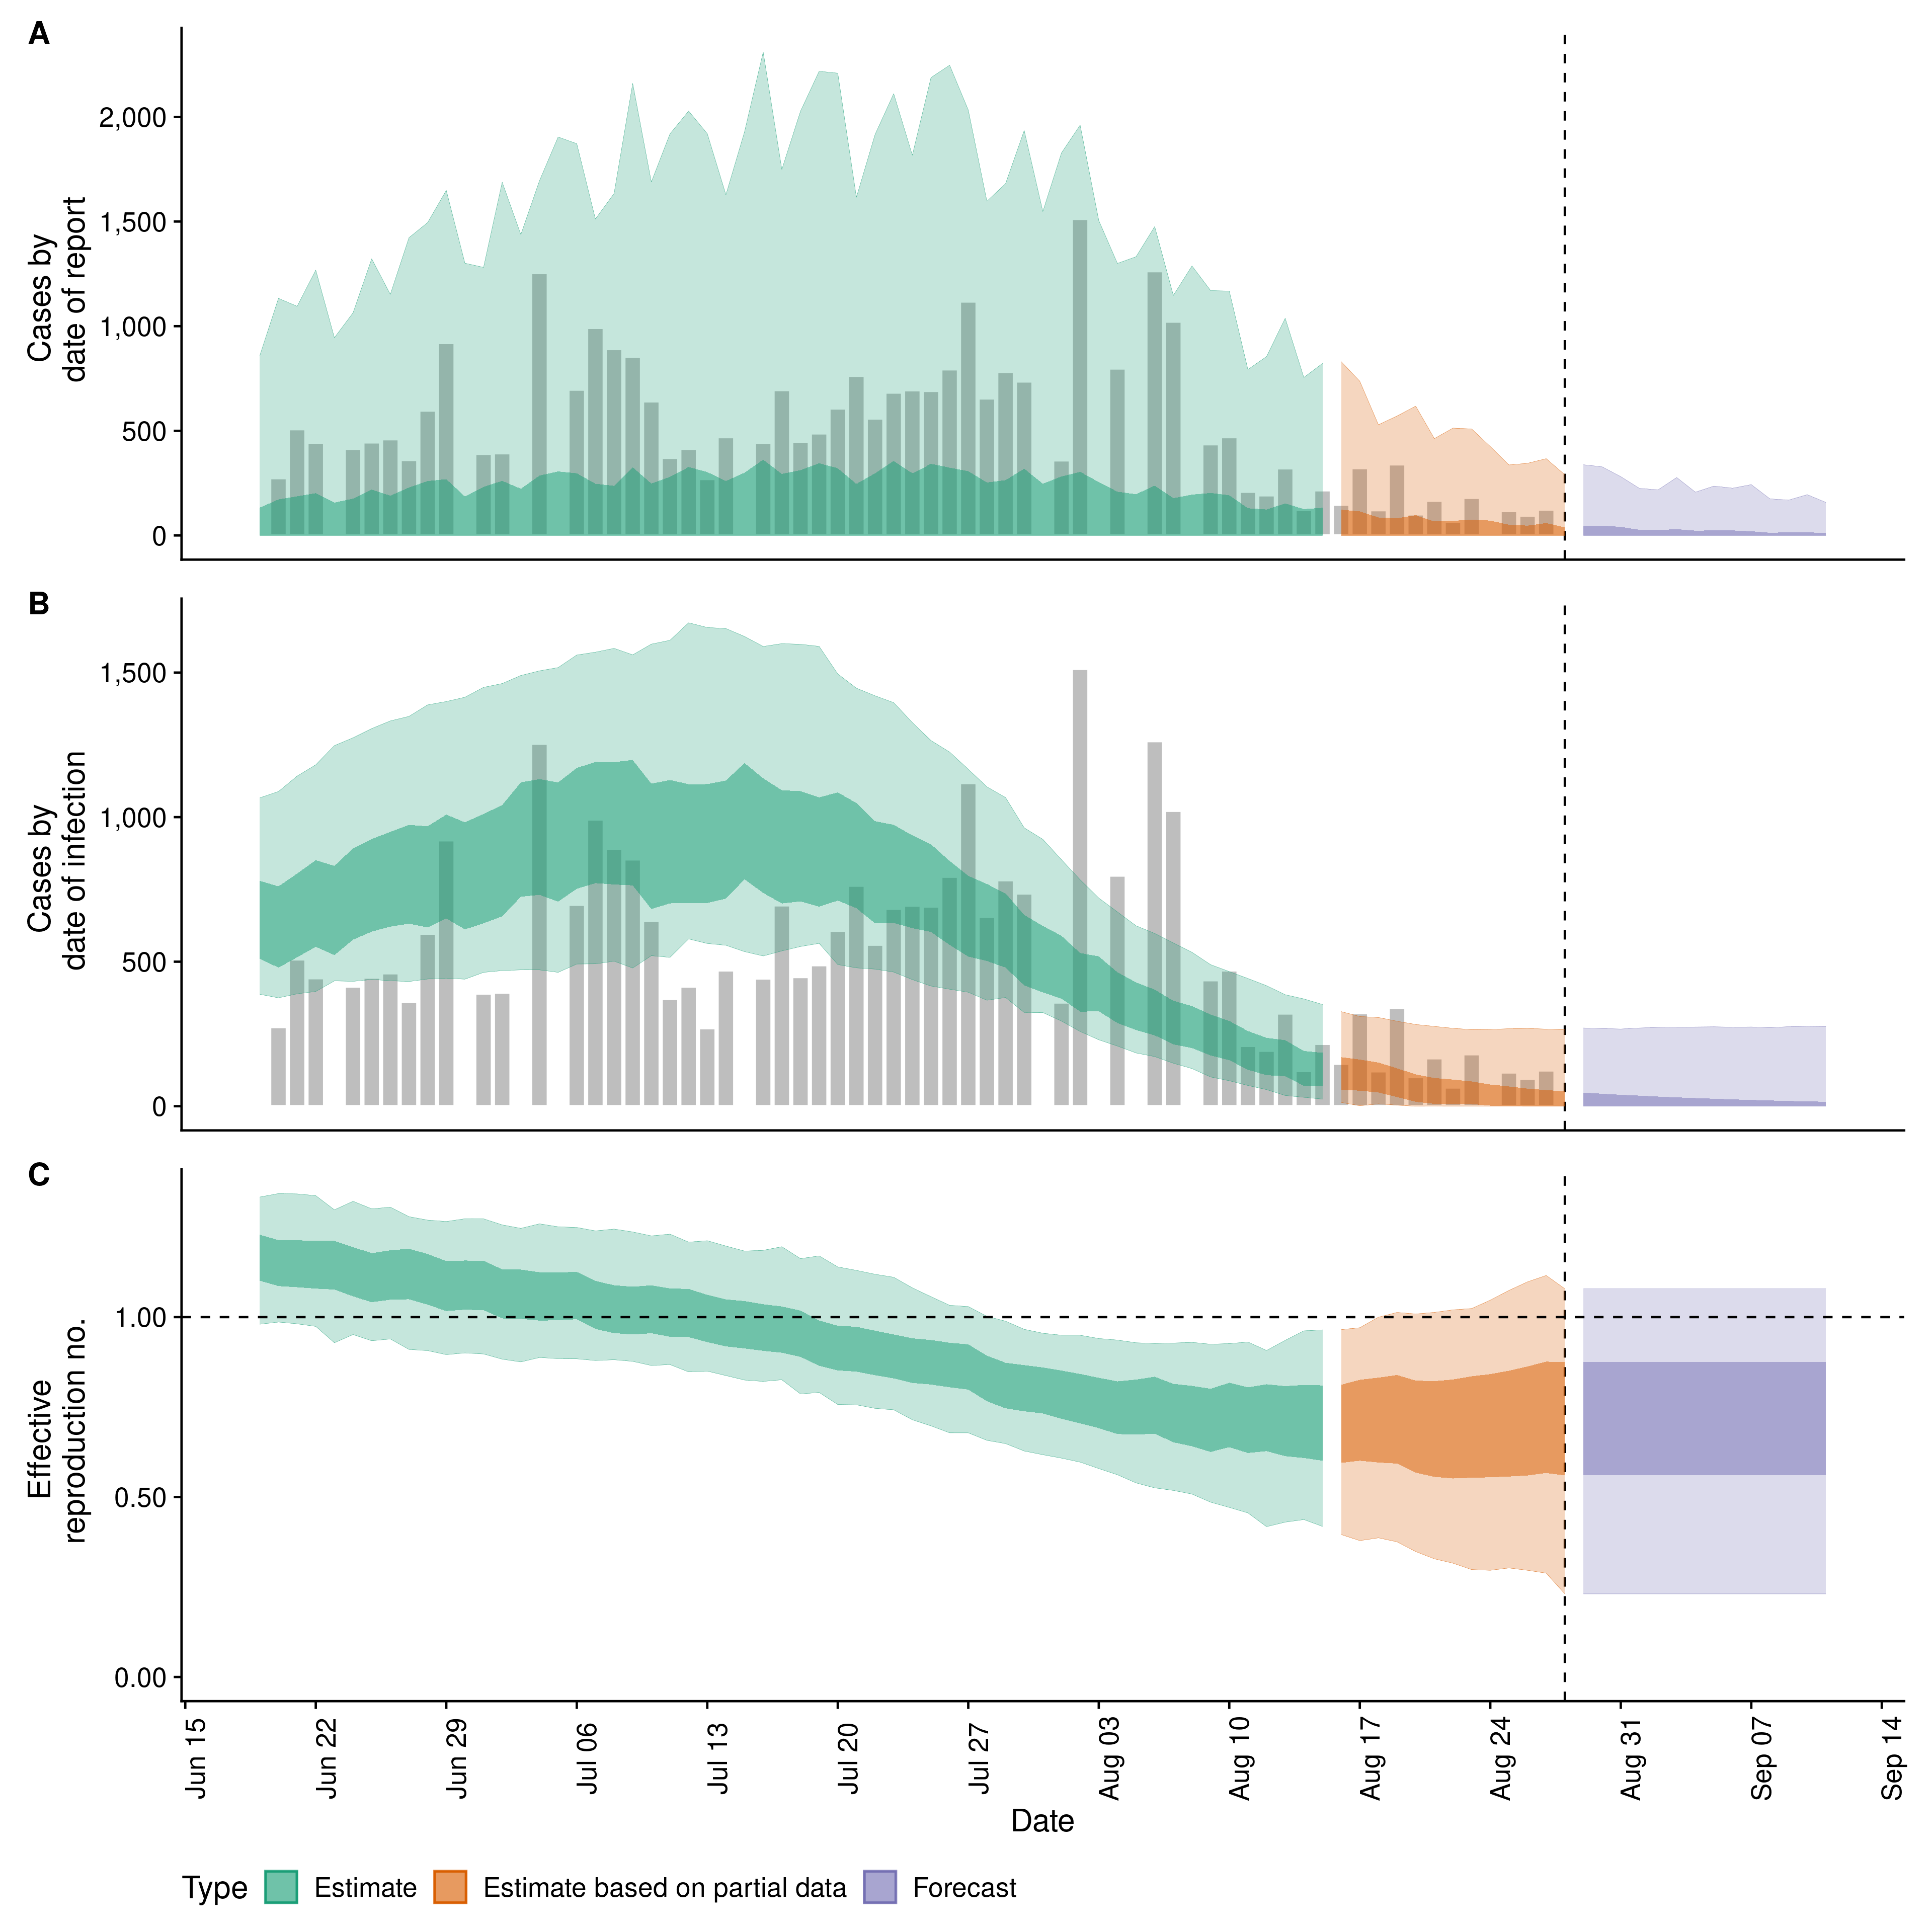 A
2,000
1,500
1,000
500
0
Cases by
date of report
B
1,500
1,000
500
0
Cases by
date of infection
C
1.00
0.50
0.00
Effective
reproduction no.
Jun 15
Jun 22
Jun 29
Jul 06
Jul 13
Jul 20
Jul 27
Aug 03
Aug 10
Aug 17
Aug 24
Aug 31
Sep 07
Sep 14
Date
Type
Estimate
Estimate based on partial data
Forecast